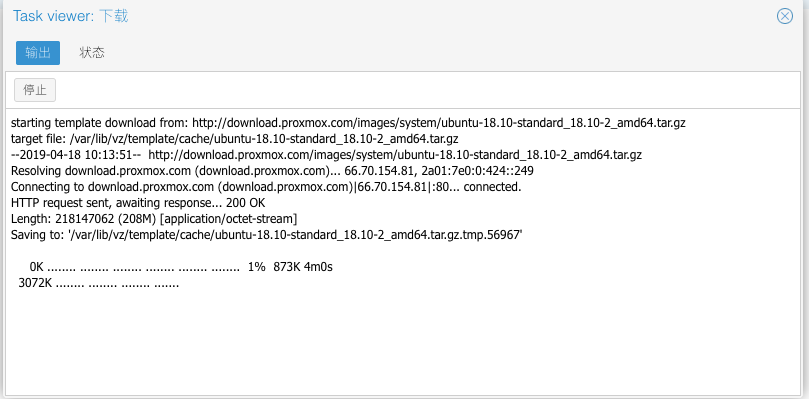 Task viewer: 下载
输出 状态
停止
starting template download from: http://download.proxmox.com/images/system/ubuntu-18.10-standard_18.10-2_amd64.tar.gz
target file: /var/lib/vz/template/cache/ubuntu-18.10-standard_18.10-2_amd64.tar.gz
--2019-04-18 10:13:51--  http://download.proxmox.com/images/system/ubuntu-18.10-standard_18.10-2_amd64.tar.gz
Resolving download.proxmox.com (download.proxmox.com)... 66.70.154.81, 2a01:7e0:0:424::249
Connecting to download.proxmox.com (download.proxmox.com)|66.70.154.81|:80... connected.
HTTP request sent, awaiting response... 200 OK
Length: 218147062 (208M) [application/octet-stream]
Saving to: '/var/lib/vz/template/cache/ubuntu-18.10-standard_18.10-2_amd64.tar.gz.tmp.56967'
0K ........ ........ ........ ........ ........ ........  1%  873K 4m0s
3072K ........ ........ ........ .......